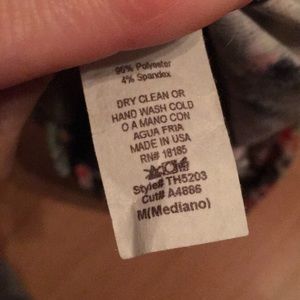 96% Polyester
4% Spandex
DRY CLEAN OR
HAND WASH COLD
O A MANO CON
AGUA FRIA
MADE IN USA
RN# 18185
Style# TH5203
Cut# A4886
M(Mediano)